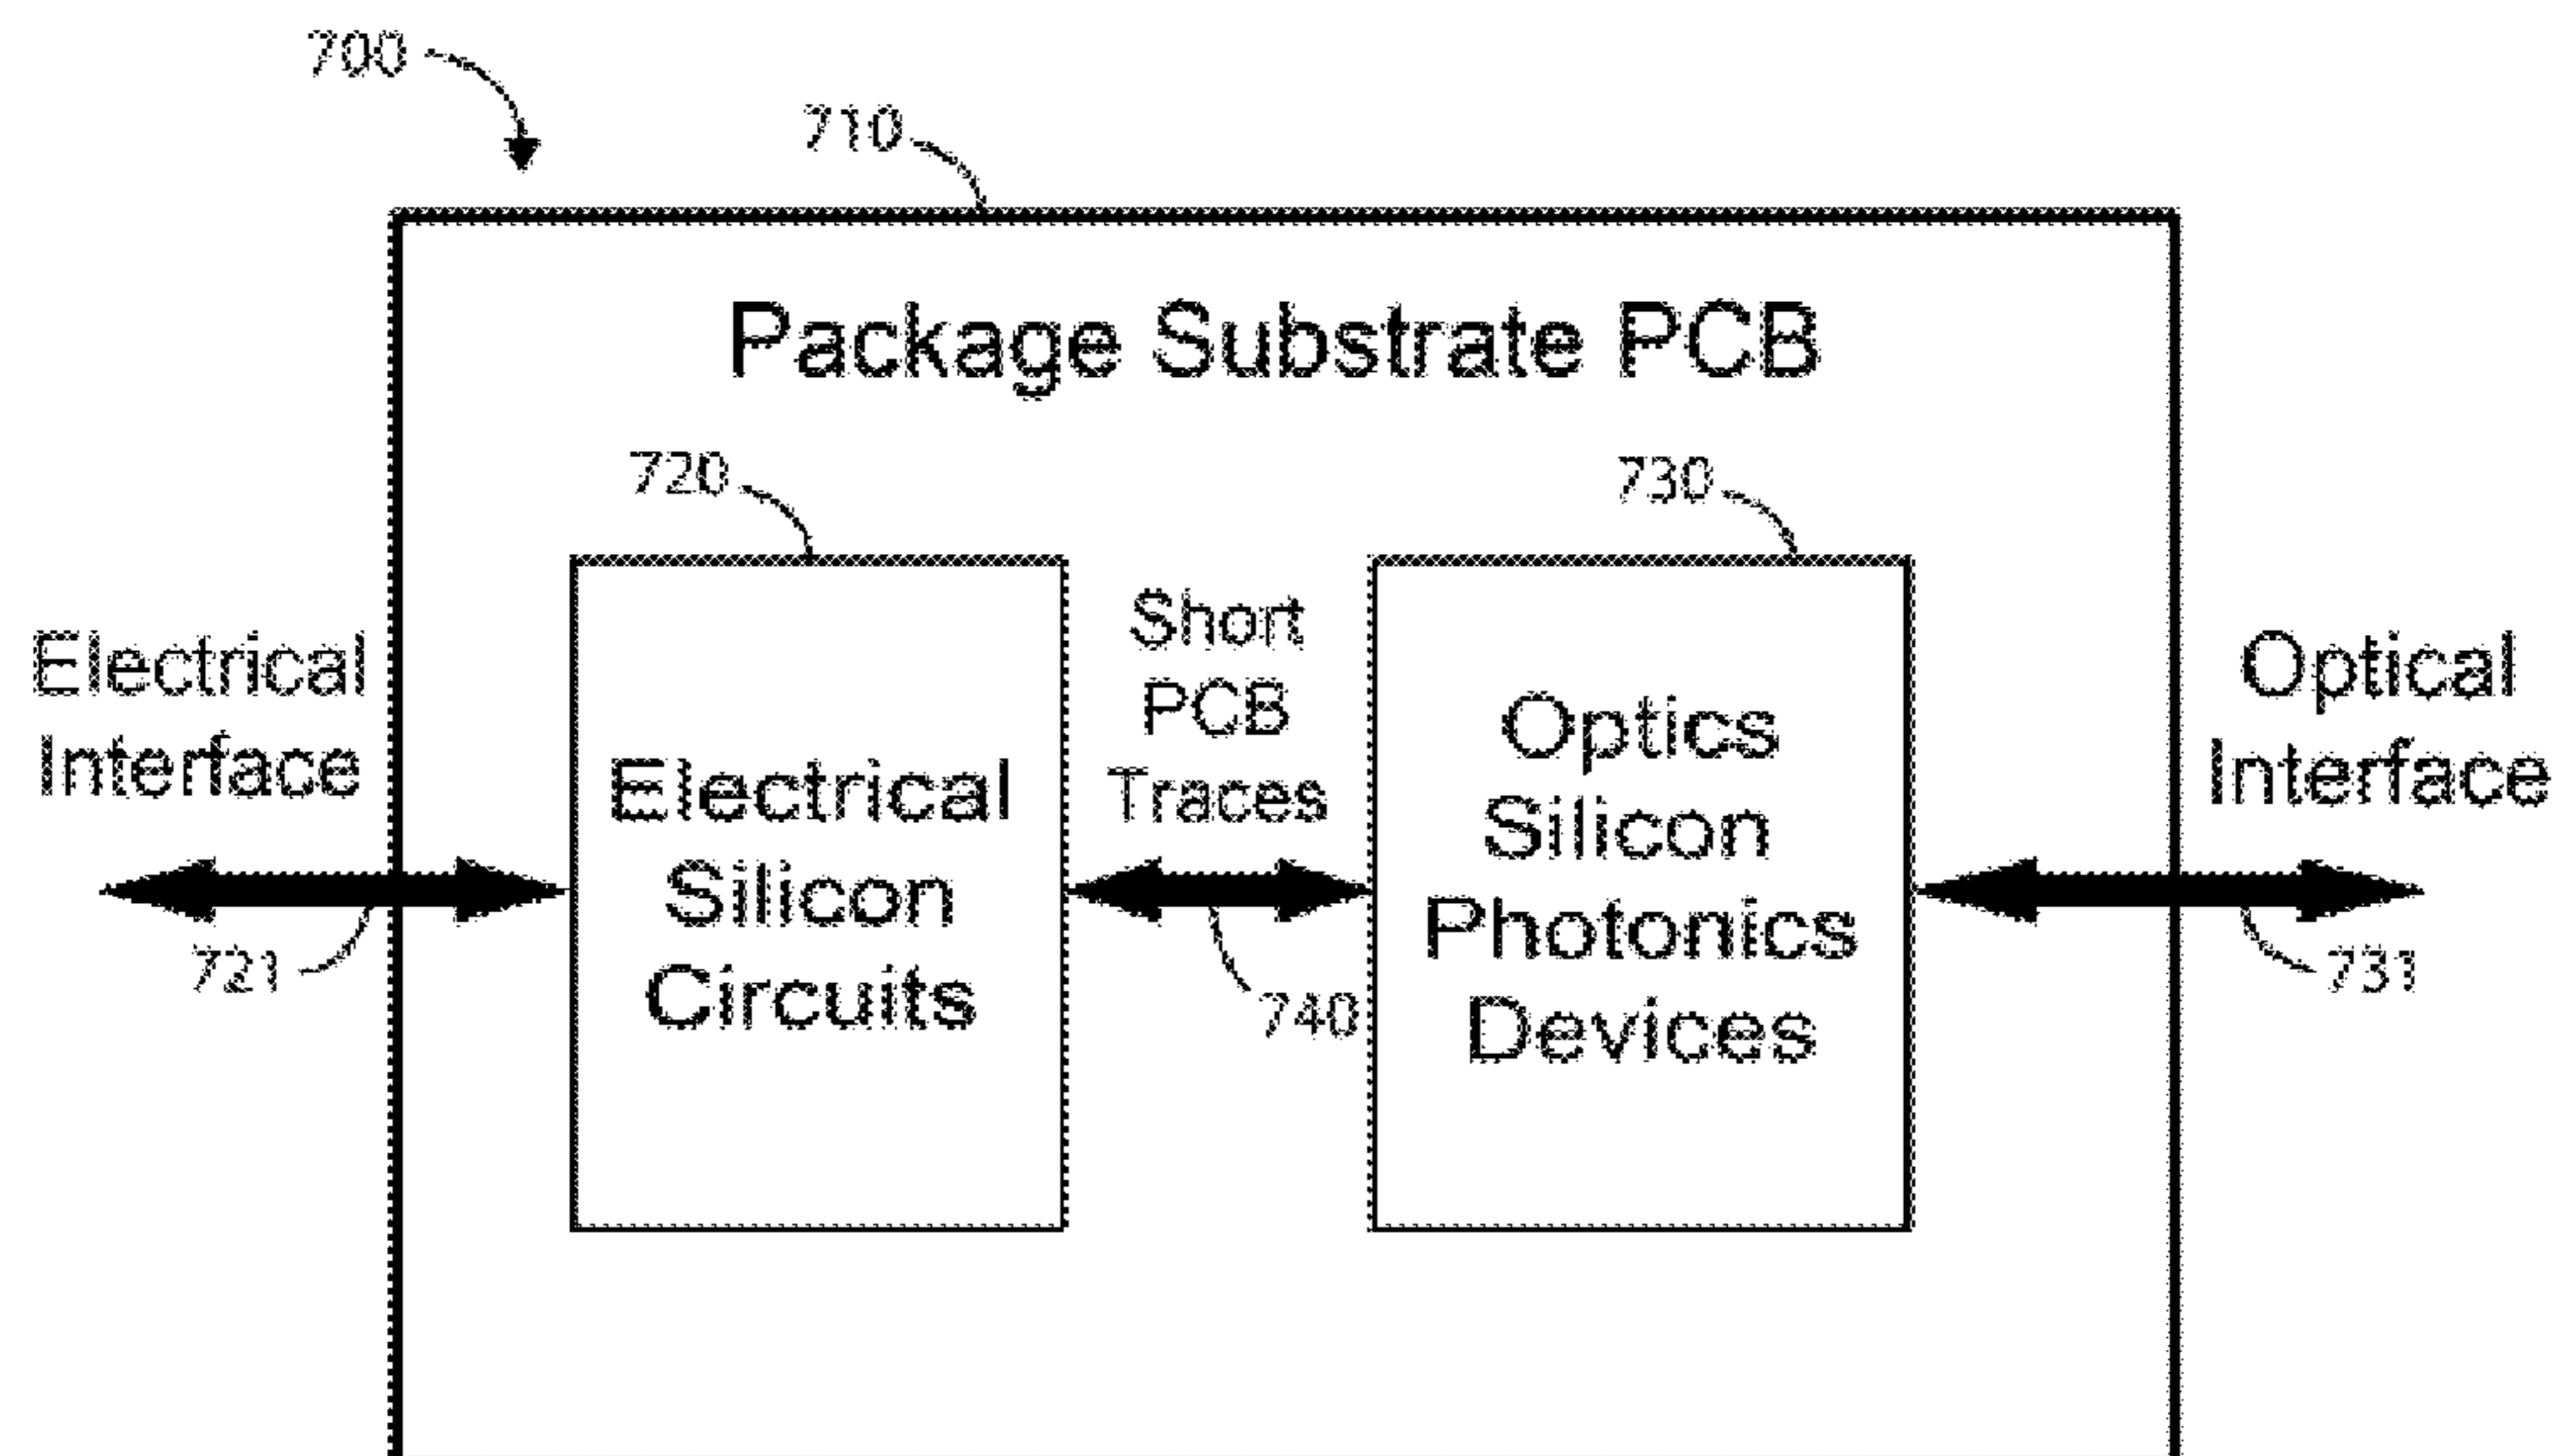 700
710
Package Substrate PCB
720
730
Electrical
Interface
Short
PCB
Traces
Optical
Interface
Electrical
Silicon
Circuits
Optics
Silicon
Photonics
Devices
721
740
731